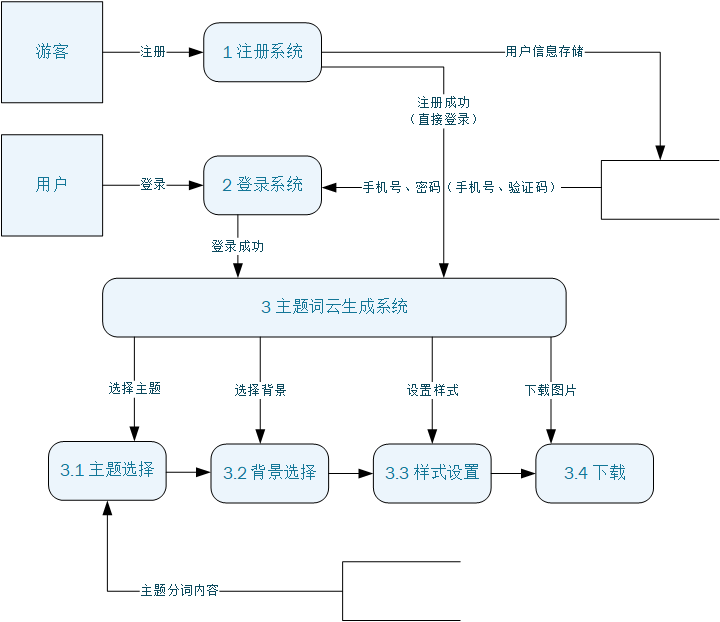 游客
注册
1 注册系统
用户信息存储
注册成功
（直接登录）
用户
登录
2 登录系统
手机号、密码（手机号、验证码）
登录成功
3 主题词云生成系统
选择主题
选择背景
设置样式
下载图片
3.1 主题选择
3.2 背景选择
3.3 样式设置
3.4 下载
主题分词内容